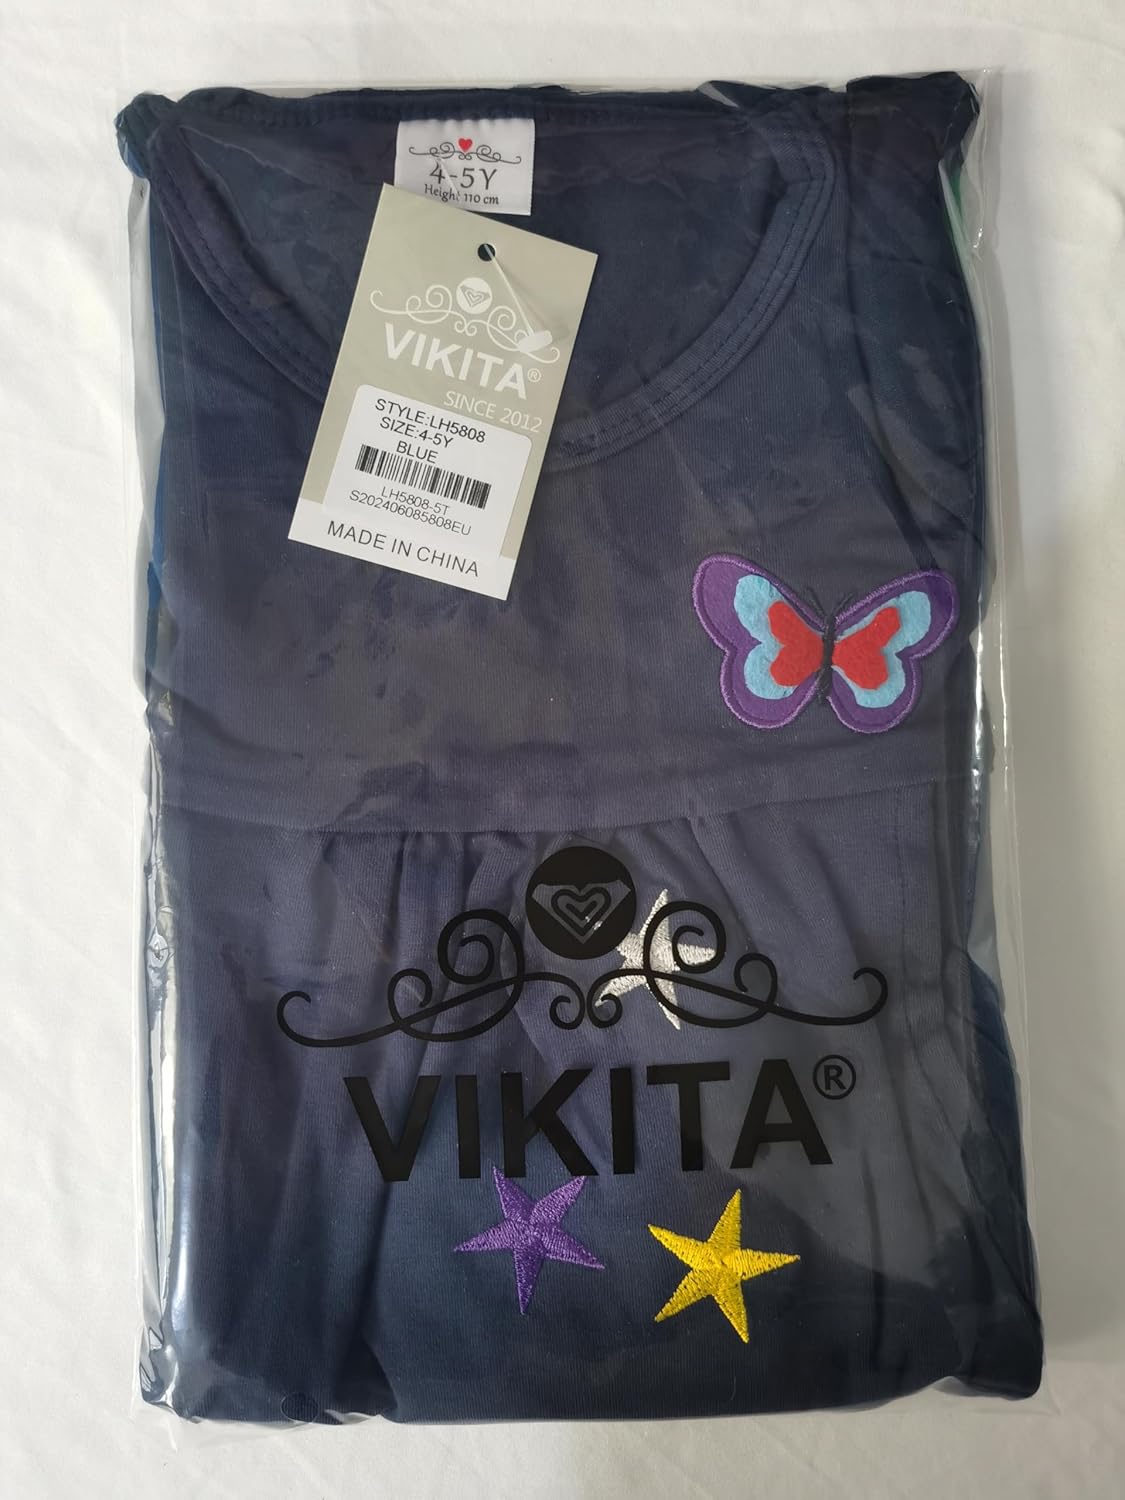 4-5Y
Height 110 cm
VIKITA®
SINCE 2012
STYLE:LH5808
SIZE:4-5Y
BLUE
LH5808-5T
S202406085808EU
MADE IN CHINA
VIKITA®